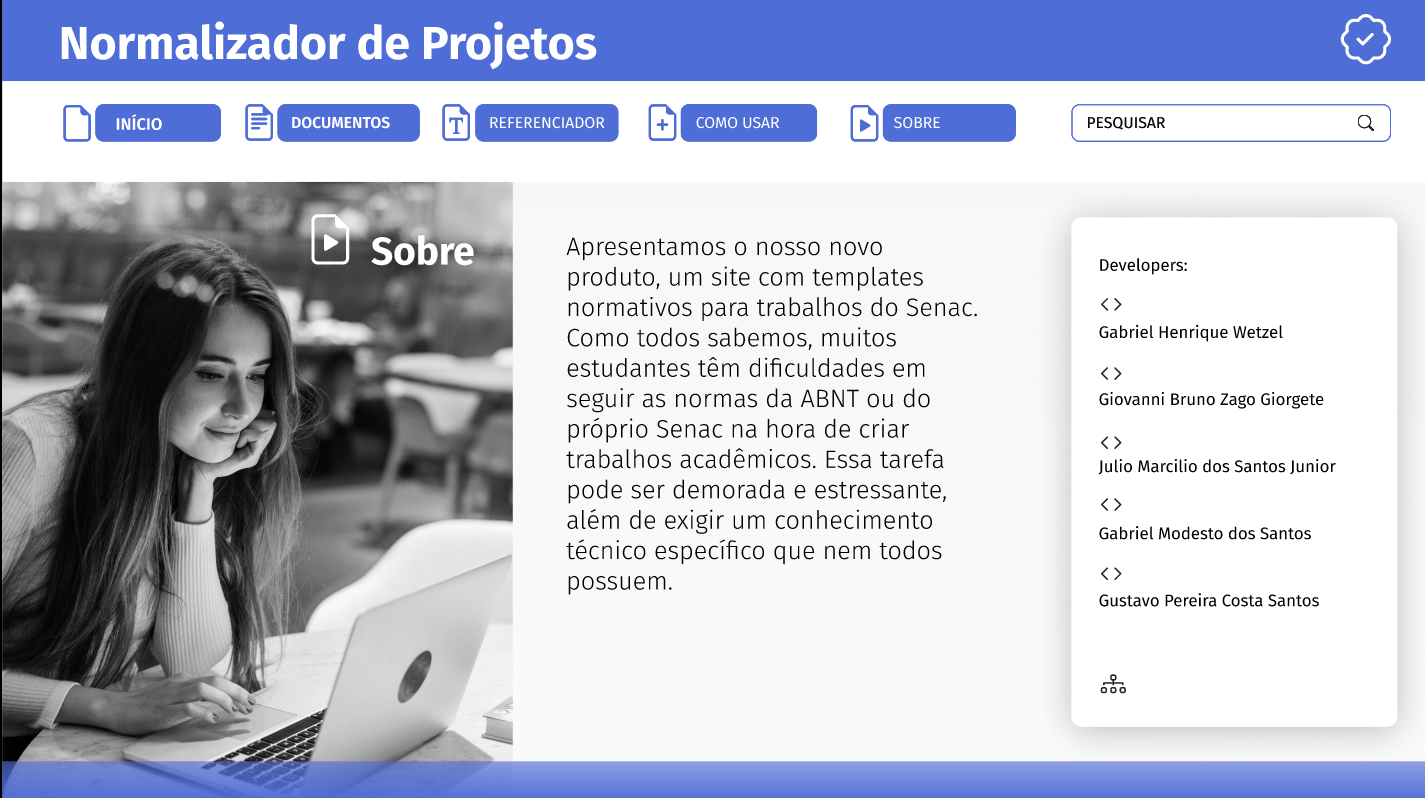 Normalizador de Projetos
INÍCIO
DOCUMENTOS
T
REFERENCIADOR
COMO USAR
SOBRE
PESQUISAR
Sobre
Apresentamos o nosso novo
produto, um site com templates
normativos para trabalhos do Senac.
Como todos sabemos, muitos
estudantes têm dificuldades em
seguir as normas da ABNT ou do
próprio Senac na hora de criar
trabalhos acadêmicos. Essa tarefa
pode ser demorada e estressante,
além de exigir um conhecimento
técnico específico que nem todos
possuem.
Developers:
Gabriel Henrique Wetzel
Giovanni Bruno Zago Giorgete
Julio Marcilio dos Santos Junior
Gabriel Modesto dos Santos
Gustavo Pereira Costa Santos